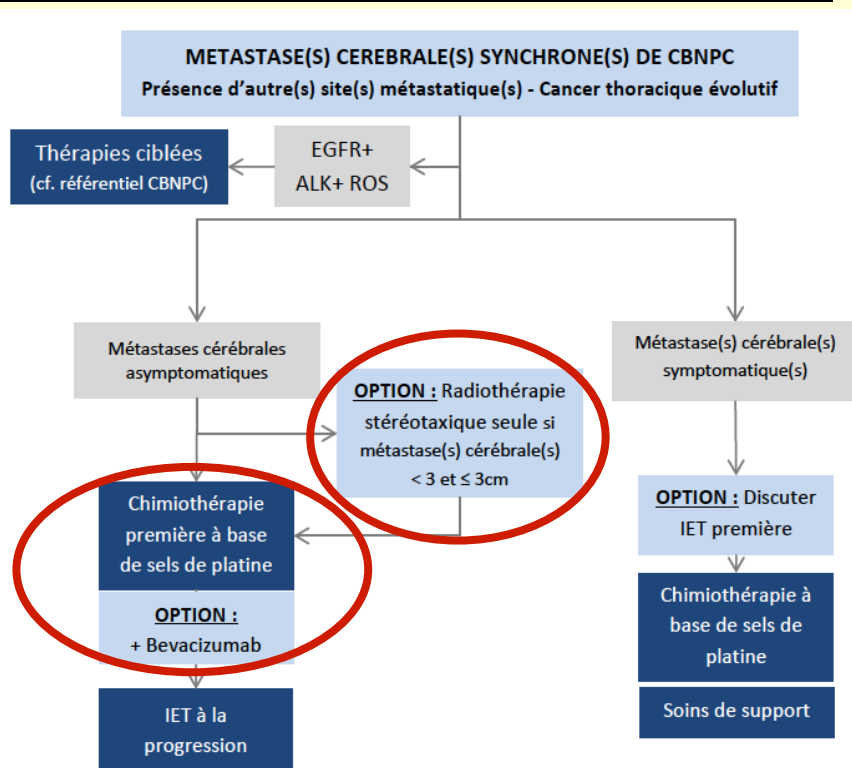 METASTASE(S) CEREBRALE(S) SYNCHRONE(S) DE CBNPC
Présence d'autre(s) site(s) métastatique(s) - Cancer thoracique évolutif
Thérapies ciblées
(cf. référentiel CBNPC)
EGFR+
ALK+ ROS
Métastases cérébrales
asymptomatiques
OPTION : Radiothérapie
stéréotaxique seule si
métastase(s) cérébrale(s)
< 3 et ≤ 3cm
Chimiothérapie
première à base
de sels de platine
OPTION :
+ Bevacizumab
IET à la
progression
Métastase(s) cérébrale(s)
symptomatique(s)
OPTION : Discuter
IET première
Chimiothérapie à
base de sels de
platine
Soins de support